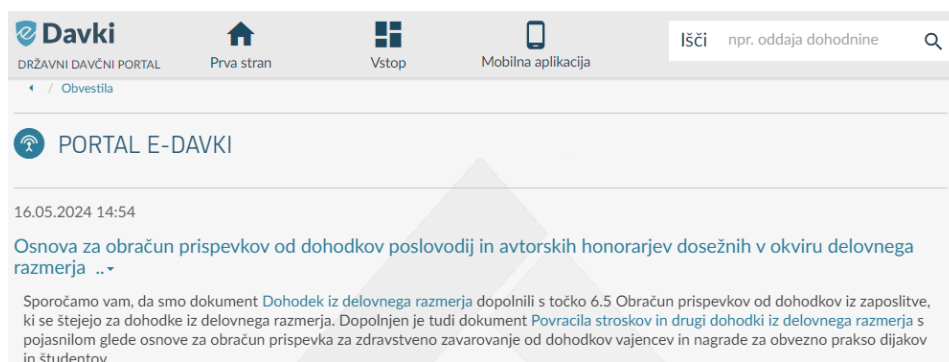 Davki
DRŽAVNI DAVČNI PORTAL
Prva stran
Vstop
Mobilna aplikacija
Išči npr. oddaja dohodnine
/ Obvestila
PORTAL E-DAVKI
16.05.2024 14:54
Osnova za obračun prispevkov od dohodkov poslovodij in avtorskih honorarjev dosežnih v okviru delovnega
razmerja ..
Sporočamo vam, da smo dokument Dohodek iz delovnega razmerja dopolnili s točko 6.5 Obračun prispevkov od dohodkov iz zaposlitve,
ki se štejejo za dohodke iz delovnega razmerja. Dopolnjen je tudi dokument Povracila stroskov in drugi dohodki iz delovnega razmerja s
pojasnilom glede osnove za obračun prispevka za zdravstveno zavarovanje od dohodkov vajencev in nagrade za obvezno prakso dijakov
in študentov.